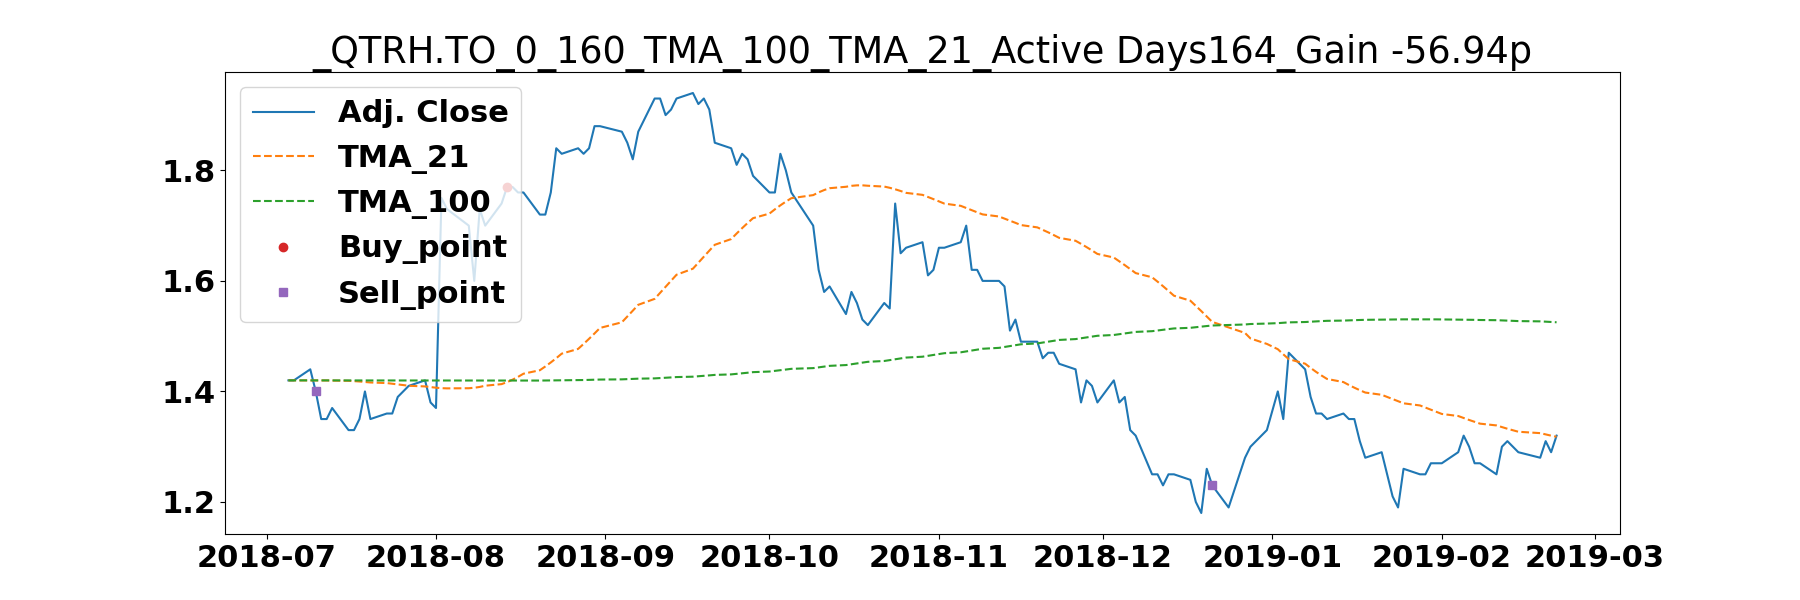 _QTRH.TO_0_160_TMA_100_TMA_21_Active Days164_Gain -56.94p
Adj. Close
TMA_21
TMA_100
Buy_point
Sell_point
1.8
1.6
1.4
1.2
2018-07 2018-08 2018-09 2018-10 2018-11 2018-12 2019-01 2019-02 2019-03